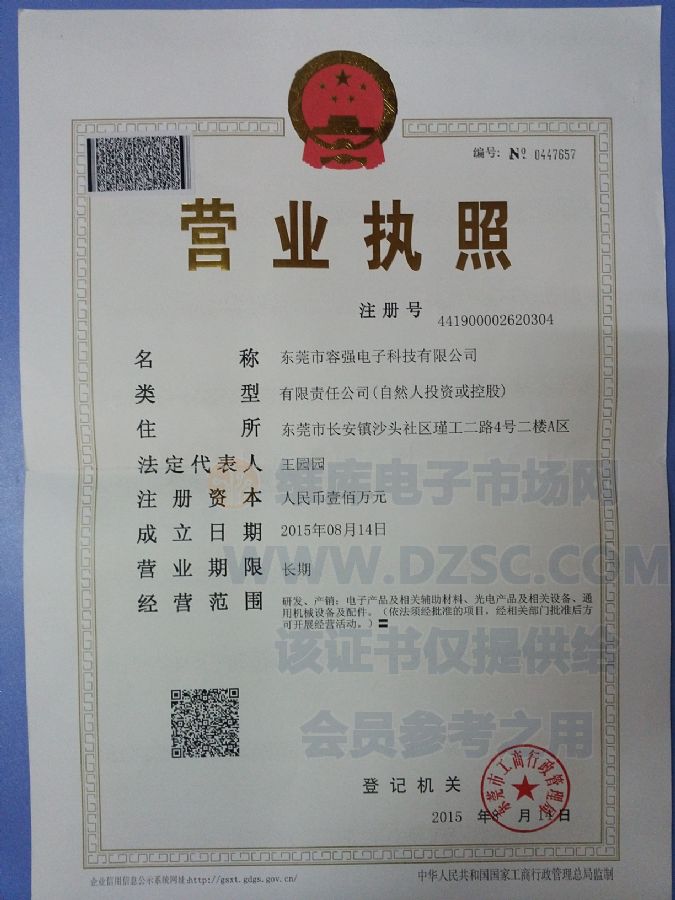 编号: № 0447657
营业执照
注册号 441900002620304
名称 东莞市容强电子科技有限公司
类型 有限责任公司(自然人投资或控股)
住所 东莞市长安镇沙头社区瑾工二路4号二楼A区
法定代表人 王园园
注册资本 人民币壹佰万元
成立日期 2015年08月14日
营业期限 长期
经营范围 研发、产销：电子产品及相关辅助材料、光电产品及相关设备、通
用机械设备及配件。（依法须经批准的项目，经相关部门批准后方
可开展经营活动。）
维库电子市场网
WWW.DZSC.COM
该证书仅提供给
会员参考之用
登记机关
东莞市工商行政管理局
2015 年 月14日
企业信用信息公示系统网址:http://gsxt.gdgs.gov.cn/
中华人民共和国国家工商行政管理总局监制